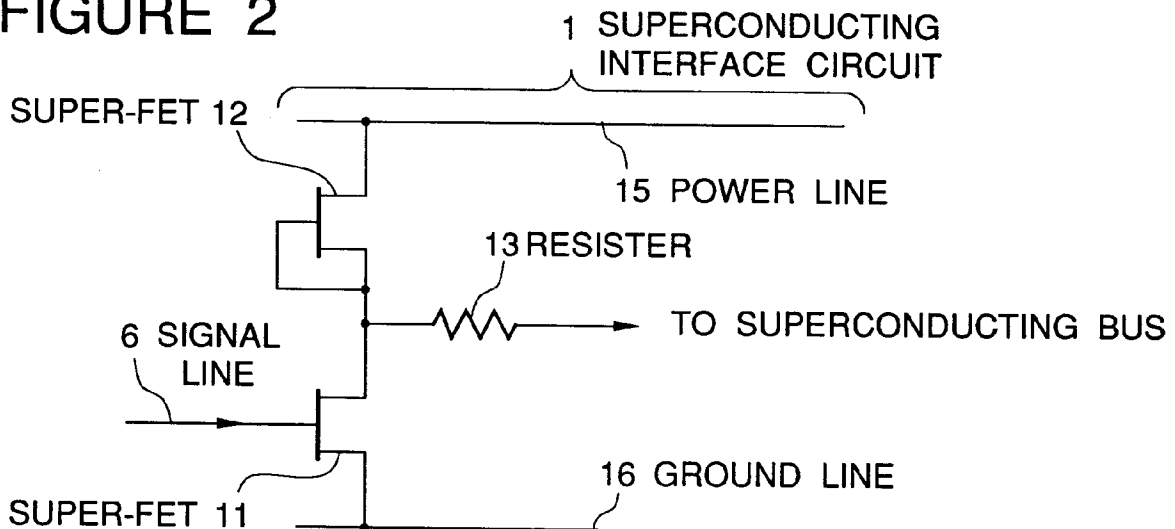 FIGURE 2
1 SUPERCONDUCTING
INTERFACE CIRCUIT
SUPER-FET 12
15 POWER LINE
13 RESISTER
TO SUPERCONDUCTING BUS
6 SIGNAL
LINE
16 GROUND LINE
SUPER-FET 11